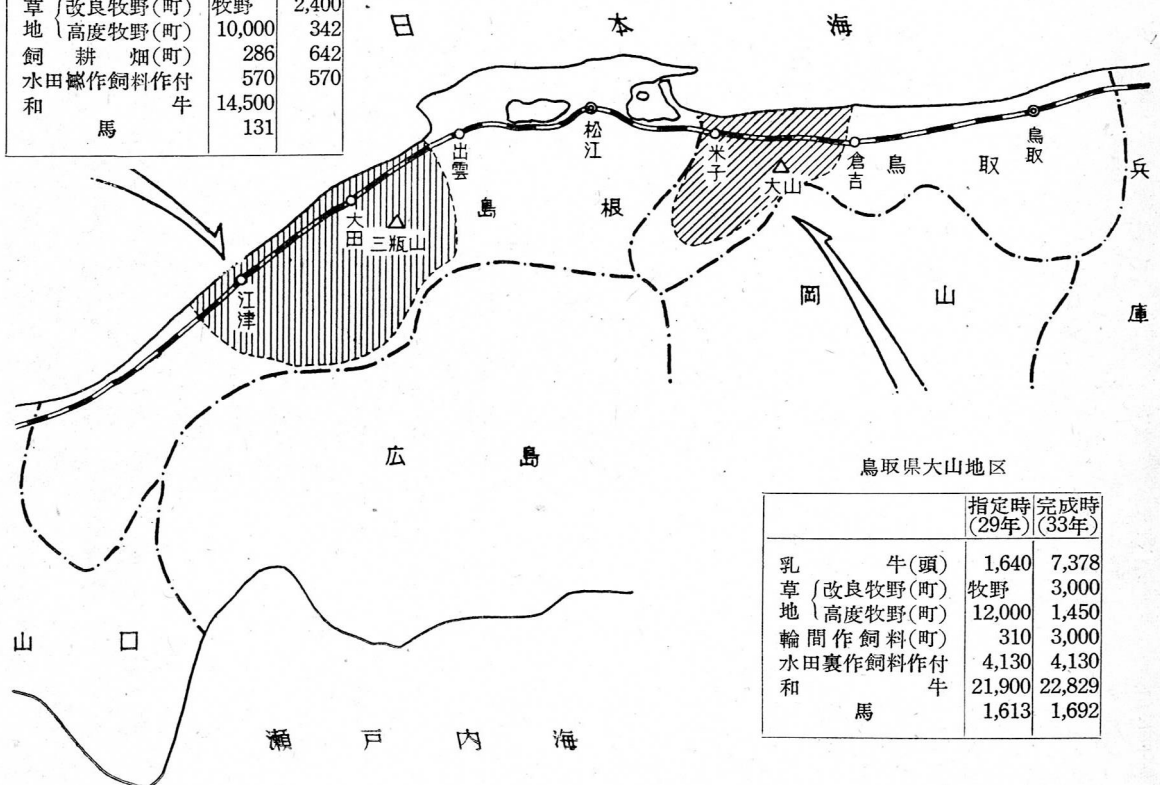 草 改良牧野(町) 牧野 2,400
地 高度牧野(町) 10,000 342
飼耕畑(町) 286 642
水田裏作飼料作付 570 570
和牛 14,500
馬 131
日本海
松江
出雲
米子
倉吉
鳥取
大山
鳥取
兵庫
大田
三瓶山
島根
江津
岡山
広島
鳥取県大山地区
指定時 完成時
(29年) (33年)
乳牛(頭) 1,640 7,378
草 改良牧野(町) 牧野 3,000
地 高度牧野(町) 12,000 1,450
輪間作飼料(町) 310 3,000
水田裏作飼料作付 4,130 4,130
和牛 21,900 22,829
馬 1,613 1,692
山口
瀬戸内海